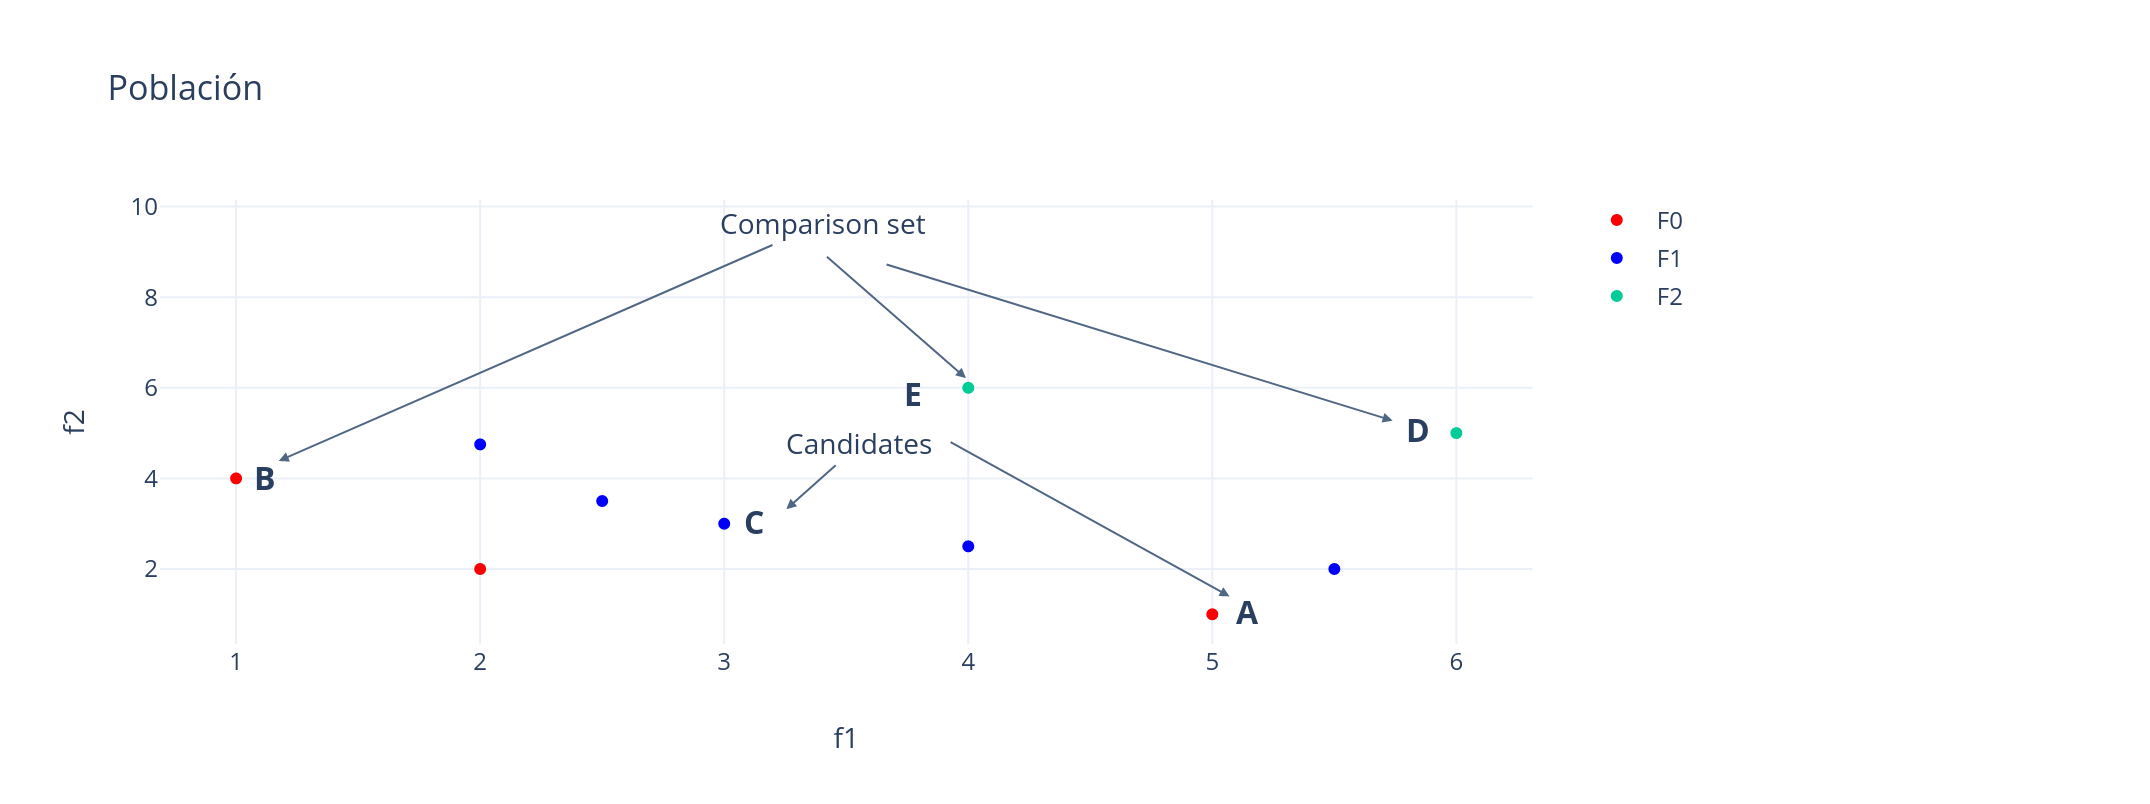 Población
10
8
6
4
2
f2
Comparison set
E
D
Candidates
B
C
A
1 2 3 4 5 6
f1
F0
F1
F2